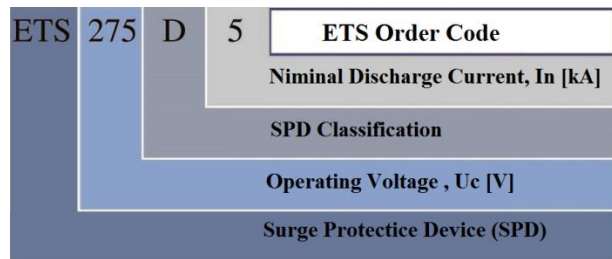 ETS 275 D 5 ETS Order Code
Niminal Discharge Current, In [kA]
SPD Classification
Operating Voltage , Uc [V]
Surge Protectice Device (SPD)